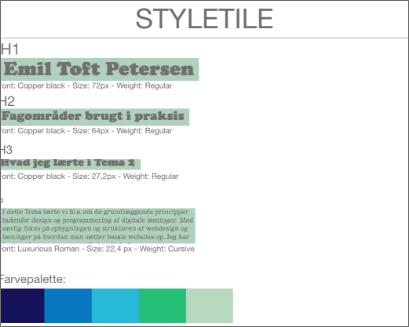 STYLETILE
H1
Emil Toft Petersen
Font: Copper black - Size: 72px - Weight: Regular
H2
Fagområder brugt i praksis
Font: Copper black - Size: 64px - Weight: Regular
H3
Hvad jeg lærte i Tema 2
Font: Copper black - Size: 27,2px - Weight: Regular
I dette Tema lærte vi bl.a. om de grundlæggende principper
indenfor design og programmering af digitale løsninger. Med
særlig fokus på opbygningen og strukturen af webdesign og
løsninger på hvordan man sætter basale websites op. Jeg har
Font: Luxurious Roman - Size: 22,4 px - Weight: Cursive
Farvepalette: